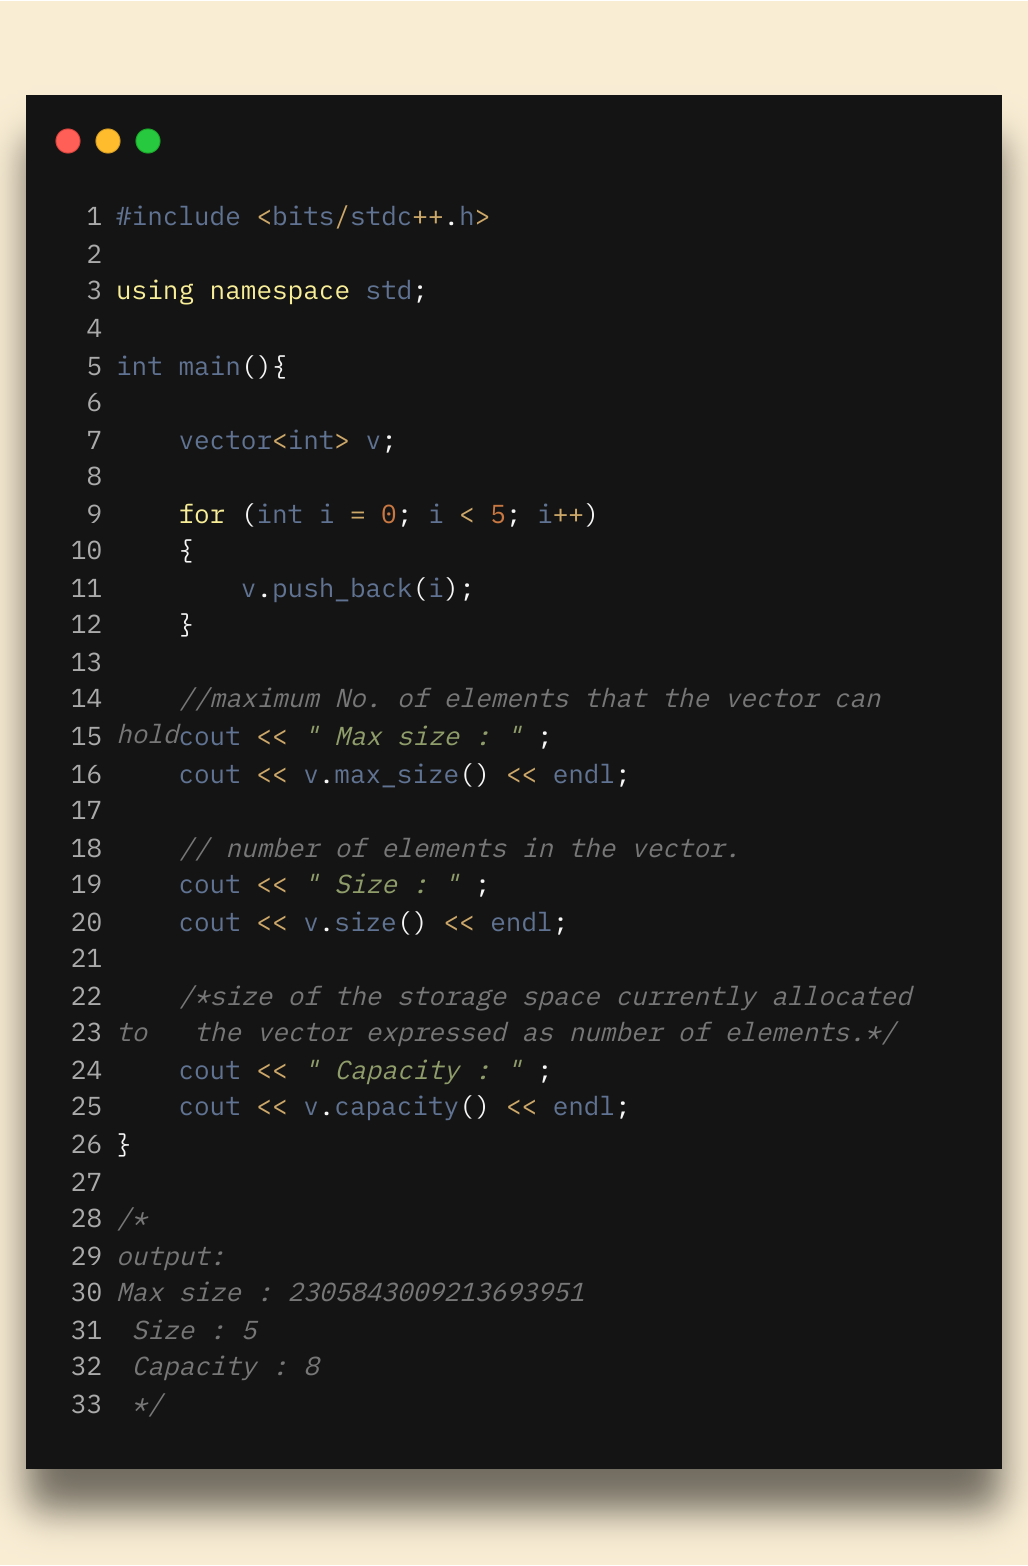 1 #include <bits/stdc++.h>
2
3 using namespace std;
4
5 int main(){
6
7     vector<int> v;
8
9     for (int i = 0; i < 5; i++)
10     {
11         v.push_back(i);
12     }
13
14     //maximum No. of elements that the vector can
15 holdcout << " Max size : " ;
16     cout << v.max_size() << endl;
17
18     // number of elements in the vector.
19     cout << " Size : " ;
20     cout << v.size() << endl;
21
22     /*size of the storage space currently allocated
23 to   the vector expressed as number of elements.*/
24     cout << " Capacity : " ;
25     cout << v.capacity() << endl;
26 }
27
28 /*
29 output:
30 Max size : 2305843009213693951
31  Size : 5
32  Capacity : 8
33  */